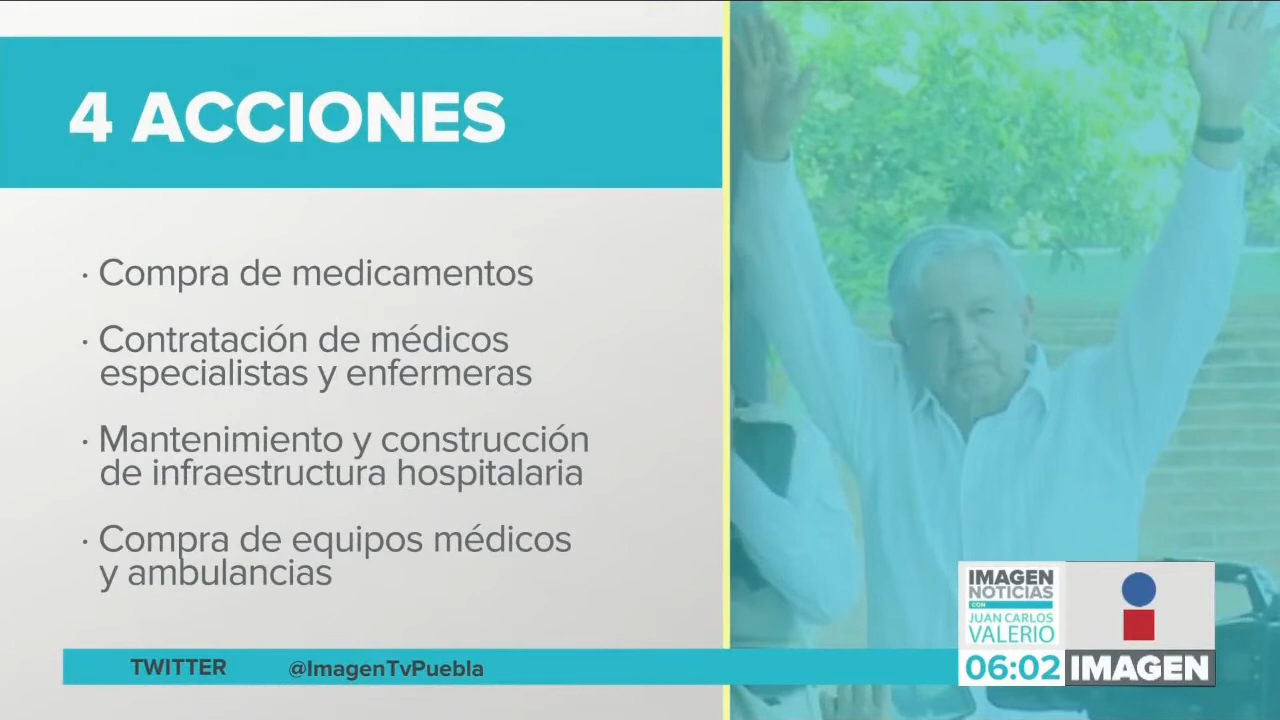 4 ACCIONES
· Compra de medicamentos
· Contratación de médicos
especialistas y enfermeras
· Mantenimiento y construcción
de infraestructura hospitalaria
· Compra de equipos médicos
y ambulancias
TWITTER @ImagenTvPuebla
IMAGEN
NOTICIAS
CON
JUAN CARLOS
VALERIO
06:02 IMAGEN